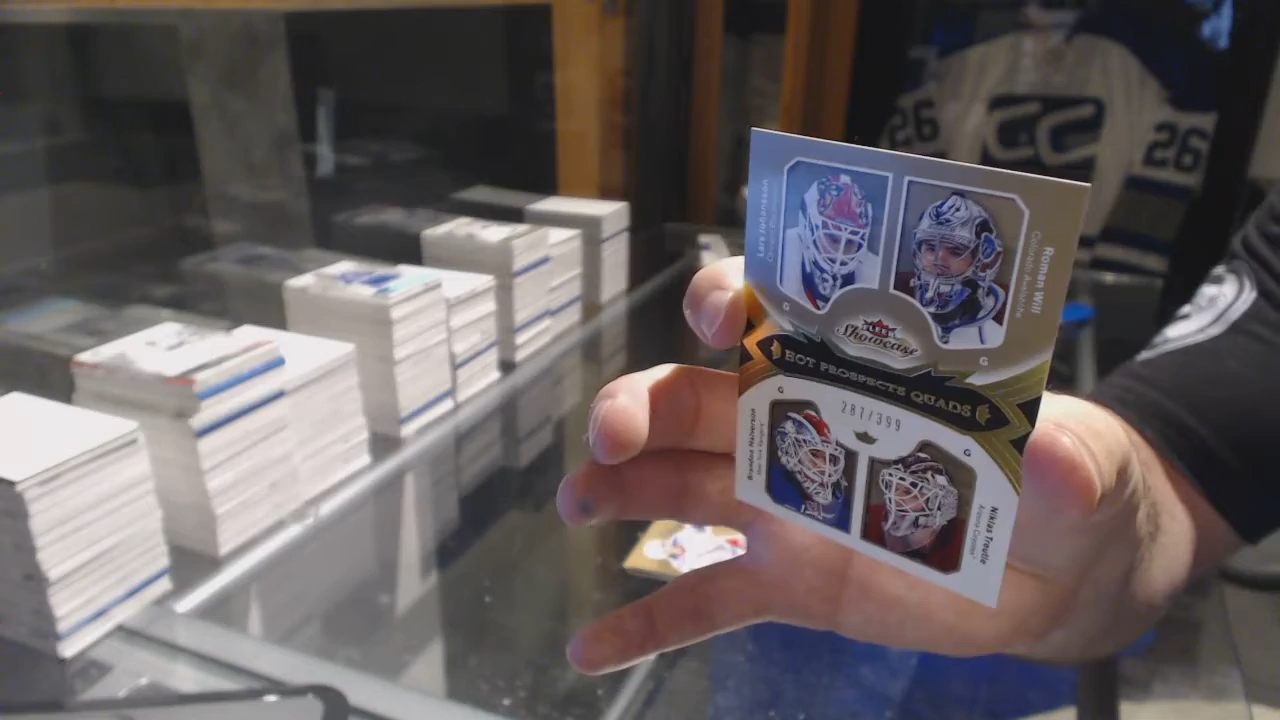 26
CC
26
Lars Johansson
Roman Will
Colorado Avalanche
G
G
FLEER
Showcase
HOT PROSPECTS QUADS
287/399
G
G
Brandon Halverson
New York Rangers
Niklas Treutle
Arizona Coyotes